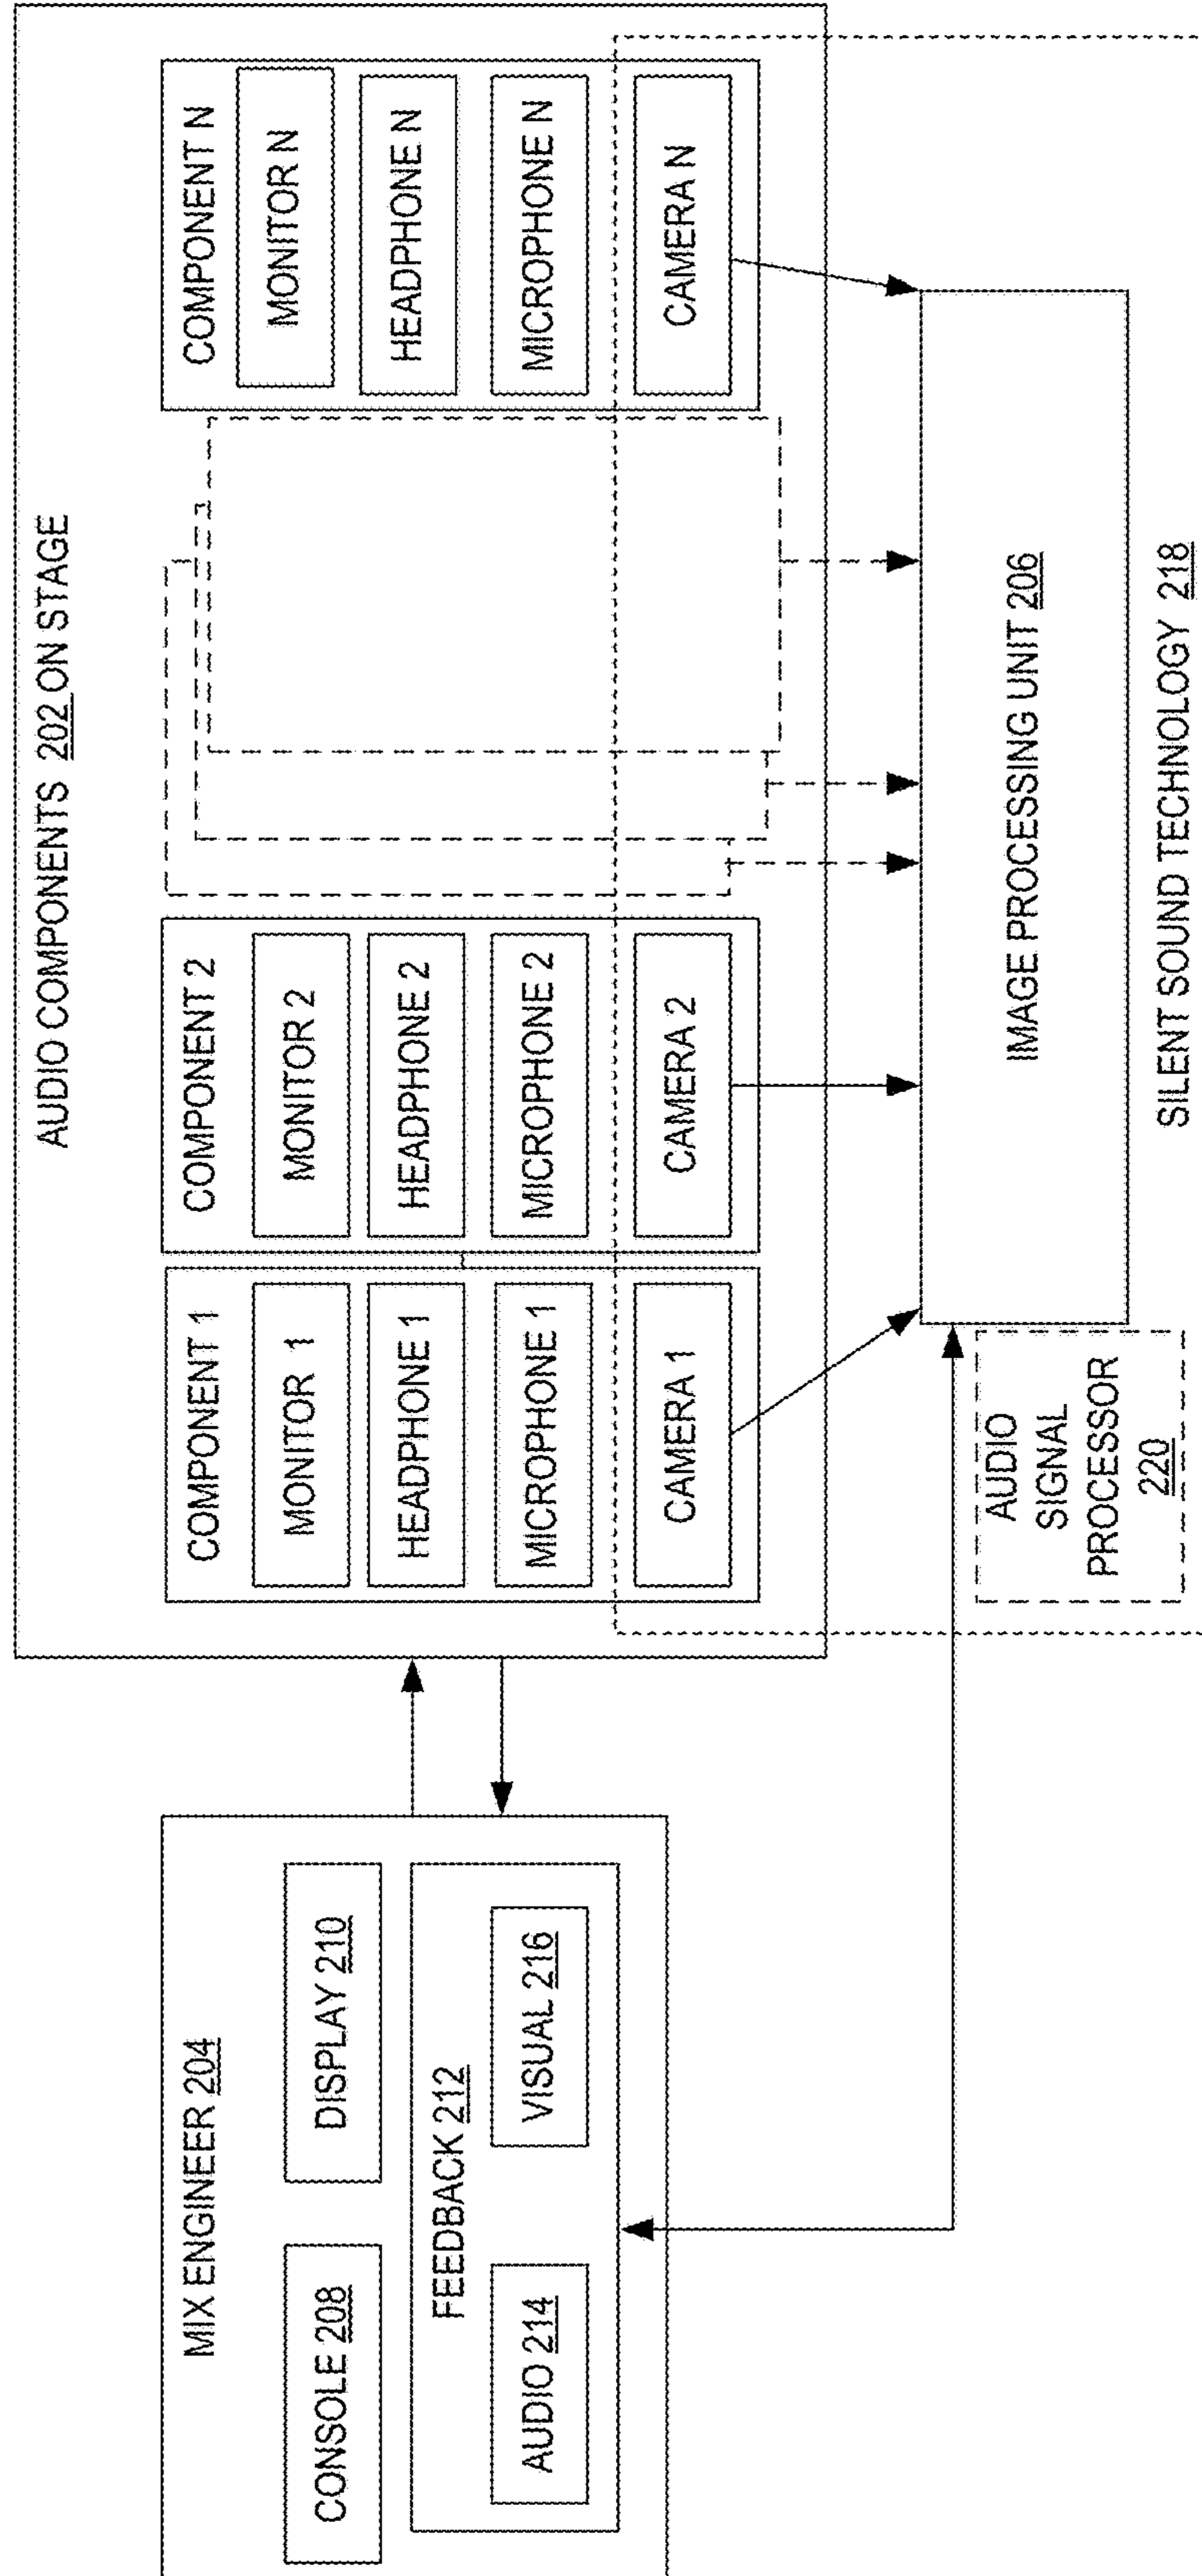 AUDIO COMPONENTS 202 ON STAGE
COMPONENT 1
MONITOR 1
HEADPHONE 1
MICROPHONE 1
CAMERA 1
COMPONENT 2
MONITOR 2
HEADPHONE 2
MICROPHONE 2
CAMERA 2
COMPONENT N
MONITOR N
HEADPHONE N
MICROPHONE N
CAMERA N
MIX ENGINEER 204
CONSOLE 208
DISPLAY 210
FEEDBACK 212
AUDIO 214
VISUAL 216
AUDIO
SIGNAL
PROCESSOR
220
IMAGE PROCESSING UNIT 206
SILENT SOUND TECHNOLOGY 218